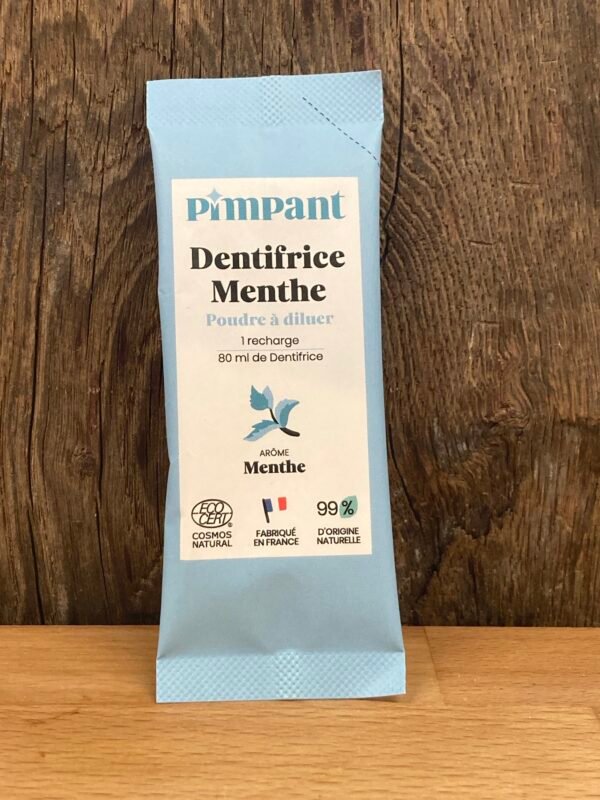 Pimpant
Dentifrice
Menthe
Poudre à diluer
1 recharge
80 ml de Dentifrice
ARÔME
Menthe
ECO
CERT®
COSMOS
NATURAL
FABRIQUÉ
EN FRANCE
99%
D'ORIGINE
NATURELLE